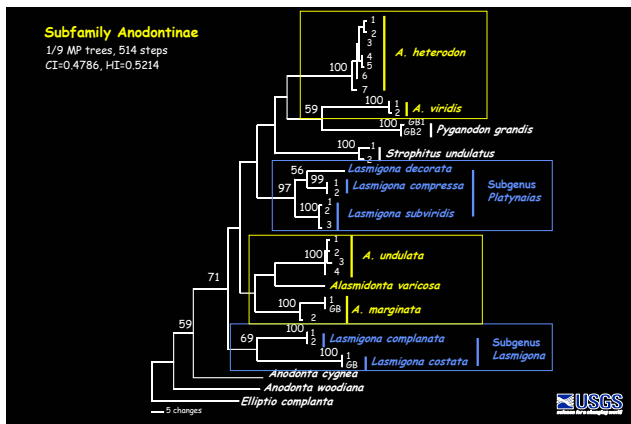 Subfamily Anodontinae
1/9 MP trees, 514 steps
CI=0.4786, HI=0.5214
1
2
3
4
5
6
7
100
A. heterodon
59
100
1
2
A. viridis
100
GB1
GB2
Pyganodon grandis
1
2
Strophitus undulatus
56
Lasmigona decorata
99
1
2
Lasmigona compressa
97
100
1
2
3
Lasmigona subviridis
Subgenus
Platynaias
100
1
2
3
4
A. undulata
71
Alasmidonta varicosa
100
1
GB
2
A. marginata
59
69
100
1
2
Lasmigona complanata
100
1
GB
Lasmigona costata
Subgenus
Lasmigona
Anodonta cygnea
Anodonta woodiana
Elliptio complanta
5 changes
USGS
science for a changing world